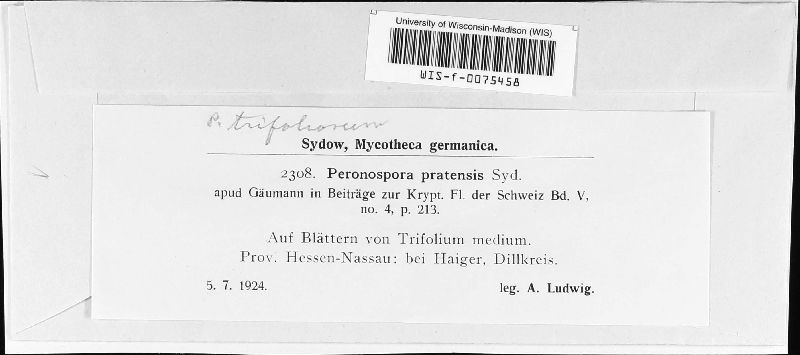 University of Wisconsin-Madison (WIS)
WIS-f-0075458
P. trifoliorum
Sydow, Mycotheca germanica.
2308. Peronospora pratensis Syd.
apud Gäumann in Beiträge zur Krypt. Fl. der Schweiz Bd. V,
no. 4, p. 213.
Auf Blättern von Trifolium medium.
Prov. Hessen-Nassau: bei Haiger, Dillkreis.
5. 7. 1924. leg. A. Ludwig.